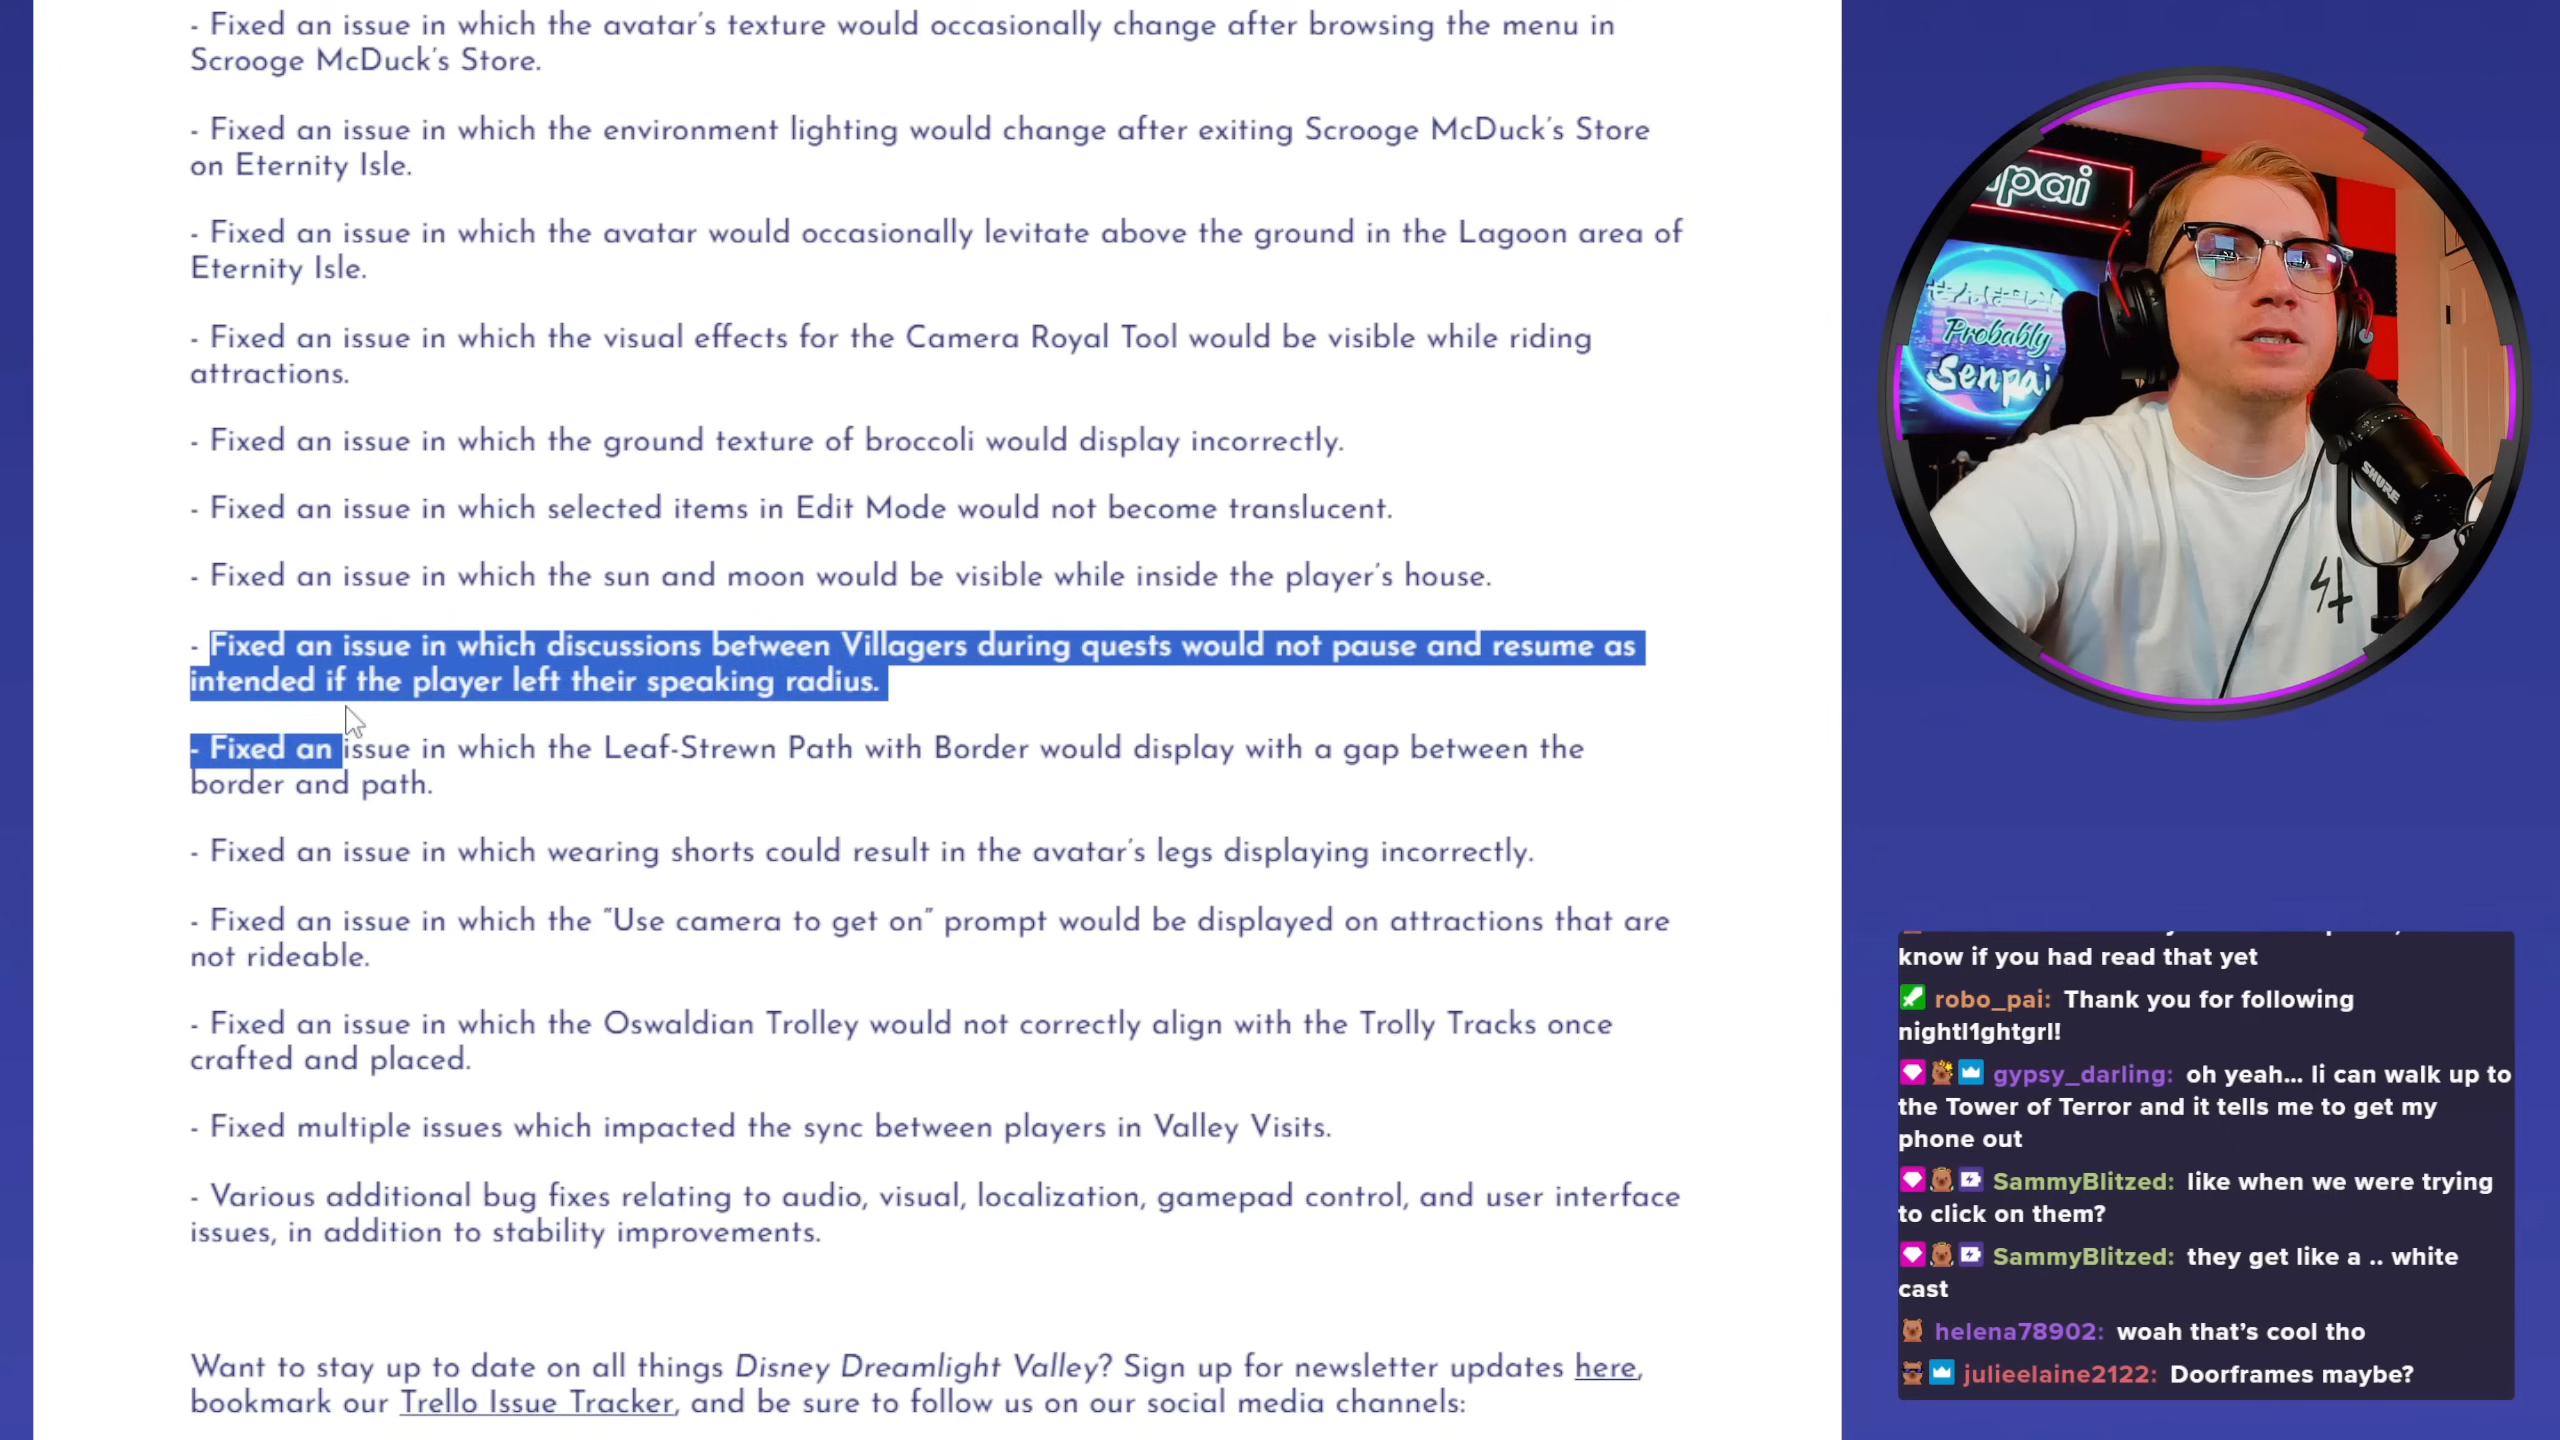 - Fixed an issue in which the avatar's texture would occasionally change after browsing the menu in
Scrooge McDuck's Store.
- Fixed an issue in which the environment lighting would change after exiting Scrooge McDuck's Store
on Eternity Isle.
- Fixed an issue in which the avatar would occasionally levitate above the ground in the Lagoon area of
Eternity Isle.
- Fixed an issue in which the visual effects for the Camera Royal Tool would be visible while riding
attractions.
- Fixed an issue in which the ground texture of broccoli would display incorrectly.
- Fixed an issue in which selected items in Edit Mode would not become translucent.
- Fixed an issue in which the sun and moon would be visible while inside the player's house.
- Fixed an issue in which discussions between Villagers during quests would not pause and resume as
intended if the player left their speaking radius.
- Fixed an issue in which the Leaf-Strewn Path with Border would display with a gap between the
border and path.
- Fixed an issue in which wearing shorts could result in the avatar's legs displaying incorrectly.
- Fixed an issue in which the "Use camera to get on" prompt would be displayed on attractions that are
not rideable.
- Fixed an issue in which the Oswaldian Trolley would not correctly align with the Trolly Tracks once
crafted and placed.
- Fixed multiple issues which impacted the sync between players in Valley Visits.
- Various additional bug fixes relating to audio, visual, localization, gamepad control, and user interface
issues, in addition to stability improvements.
Want to stay up to date on all things Disney Dreamlight Valley? Sign up for newsletter updates here,
bookmark our Trello Issue Tracker, and be sure to follow us on our social media channels:
pai
Probably
Senpai
SHURE
know if you had read that yet
robo_pai: Thank you for following
nightl1ghtgrl!
gypsy_darling: oh yeah... Ii can walk up to
the Tower of Terror and it tells me to get my
phone out
SammyBlitzed: like when we were trying
to click on them?
SammyBlitzed: they get like a .. white
cast
helena78902: woah that's cool tho
julieelaine2122: Doorframes maybe?